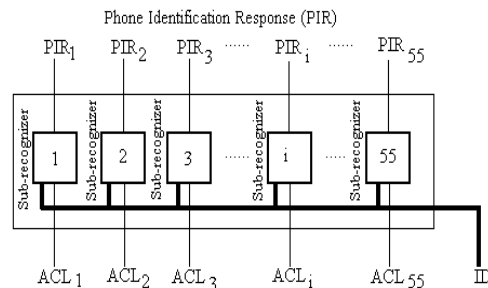 Phone Identification Response (PIR)
PIR1 PIR2 PIR3 ...... PIRi ...... PIR55
Sub-recognizer Sub-recognizer Sub-recognizer Sub-recognizer Sub-recognizer
1 2 3 ...... i ...... 55
ACL1 ACL2 ACL3 ACLi ACL55 ID